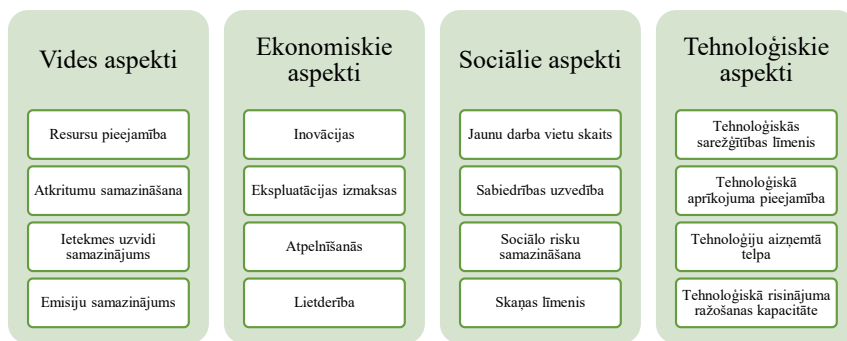 Vides aspekti
Resursu pieejamība
Atkritumu samazināšana
Ietekmes uzvidi
samazinājums
Emisiju samazinājums
Ekonomiskie
aspekti
Inovācijas
Ekspluatācijas izmaksas
Atpelnīšanās
Lietderība
Sociālie aspekti
Jaunu darba vietu skaits
Sabiedrības uzvedība
Sociālo risku
samazināšana
Skaņas līmenis
Tehnoloģiskie
aspekti
Tehnoloģiskās
sarežģītības līmenis
Tehnoloģiskā
aprīkojuma pieejamība
Tehnoloģiju aizņemtā
telpa
Tehnoloģiskā risinājuma
ražošanas kapacitāte